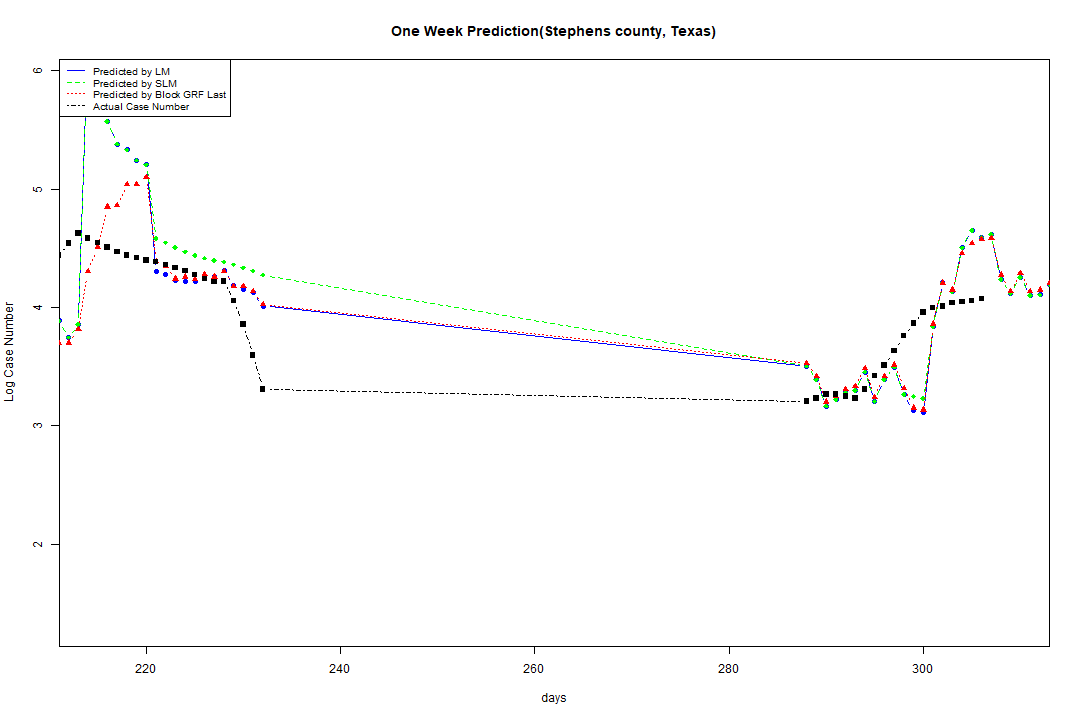 One Week Prediction(Stephens county, Texas)
Predicted by LM
Predicted by SLM
Predicted by Block GRF Last
Actual Case Number
6
5
4
3
2
Log Case Number
220 240 260 280 300
days